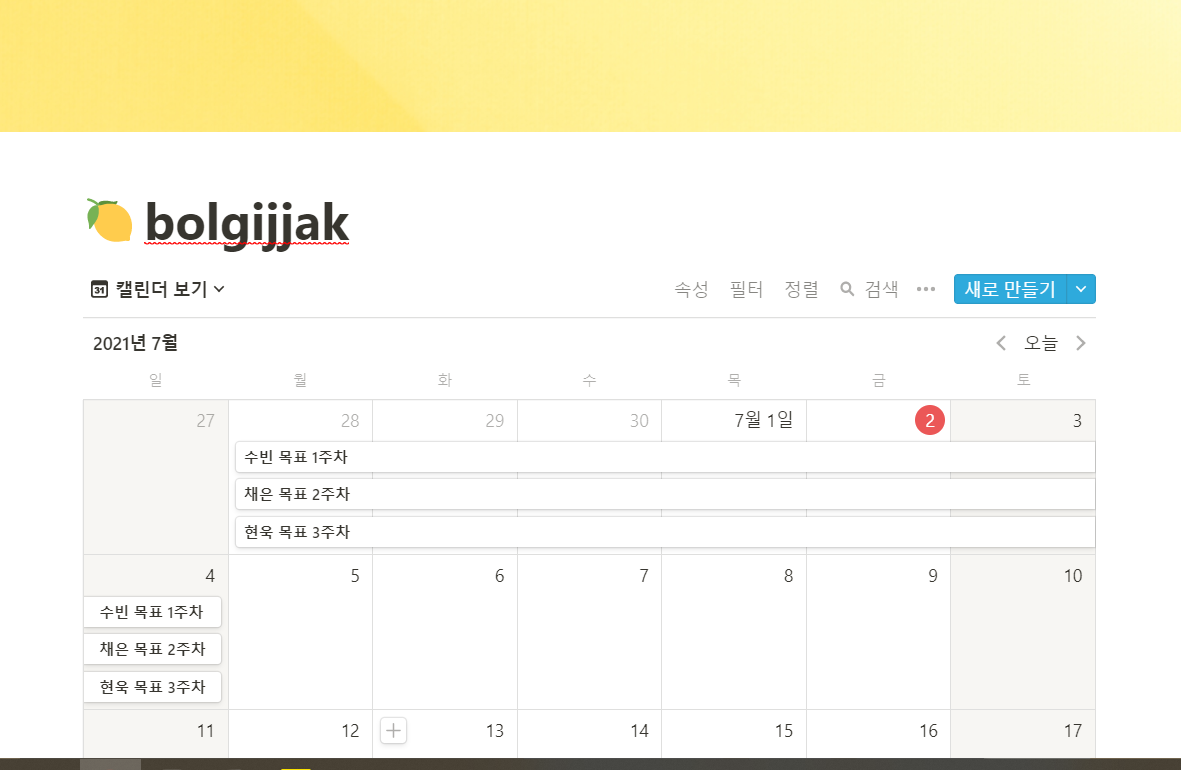 bolgijjak
31 캘린더 보기 속성 필터 정렬 검색 ••• 새로 만들기
2021년 7월 오늘
일 월 화 수 목 금 토
27 28 29 30 7월 1일 2 3
수빈 목표 1주차
채은 목표 2주차
현욱 목표 3주차
4 5 6 7 8 9 10
수빈 목표 1주차
채은 목표 2주차
현욱 목표 3주차
11 12 13 14 15 16 17